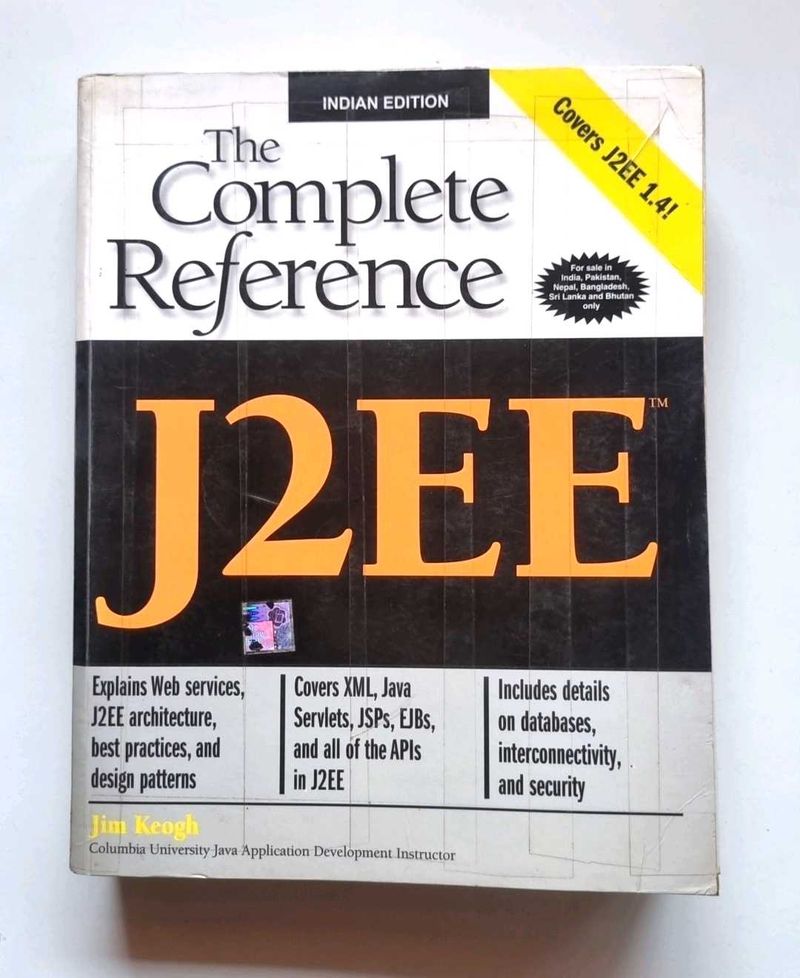 INDIAN EDITION
Covers J2EE 1.4!
The
Complete
Reference
For sale in
India, Pakistan,
Nepal, Bangladesh,
Sri Lanka and Bhutan
only
J2EE™
Explains Web services,
J2EE architecture,
best practices, and
design patterns
Covers XML, Java
Servlets, JSPs, EJBs,
and all of the APIs
in J2EE
Includes details
on databases,
interconnectivity,
and security
Jim Keogh
Columbia University Java Application Development Instructor